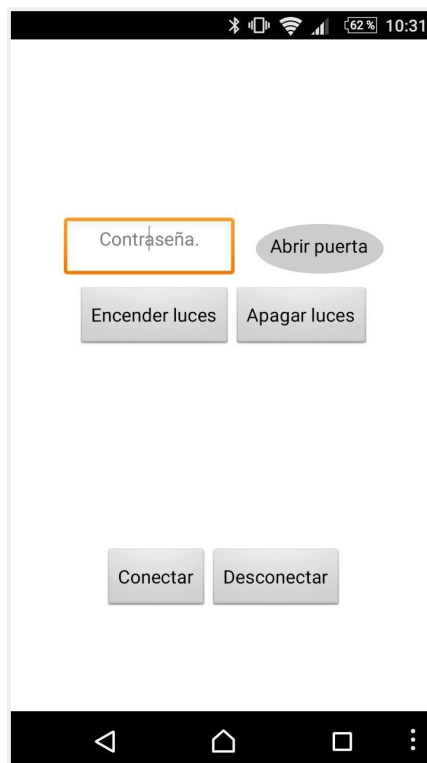 62 % 10:31
Contraseña. Abrir puerta
Encender luces Apagar luces
Conectar Desconectar